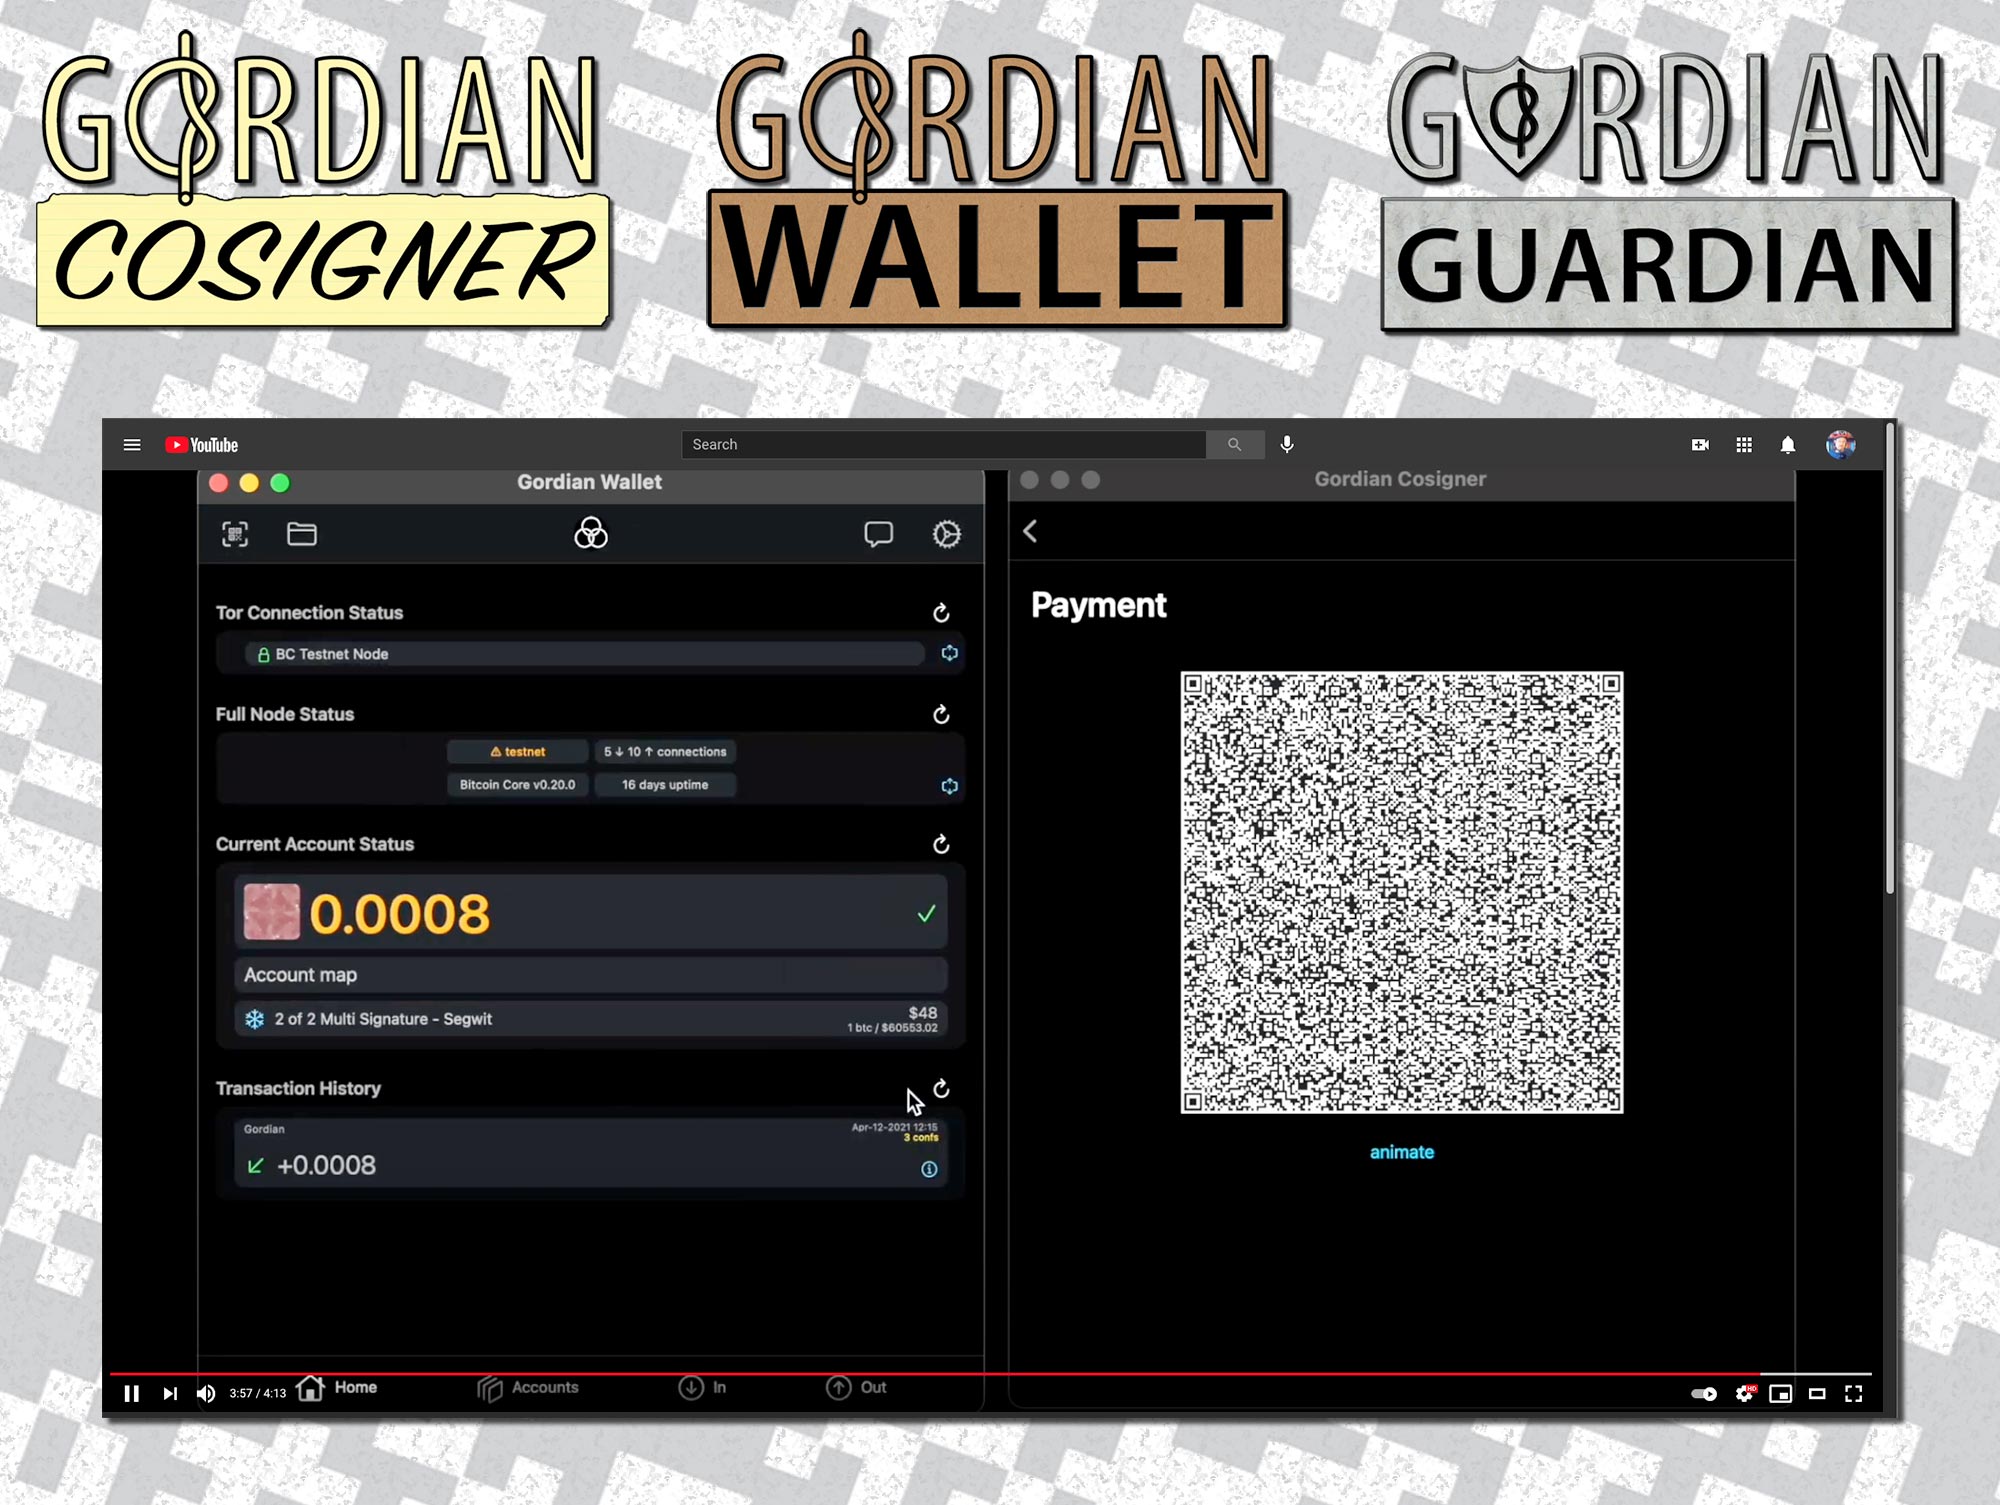 GORDIAN
COSIGNER
GORDIAN
WALLET
GORDIAN
GUARDIAN
YouTube
Search
Gordian Wallet
Tor Connection Status
BC Testnet Node
Full Node Status
⚠ testnet
5 ↓ 10 ↑ connections
Bitcoin Core v0.20.0
16 days uptime
Current Account Status
0.0008
Account map
2 of 2 Multi Signature - Segwit
$48
1 btc / $60553.02
Transaction History
Gordian
Apr-12-2021 12:15
3 confs
+0.0008
Home
Accounts
In
Out
Gordian Cosigner
Payment
animate
3:57 / 4:13
HD